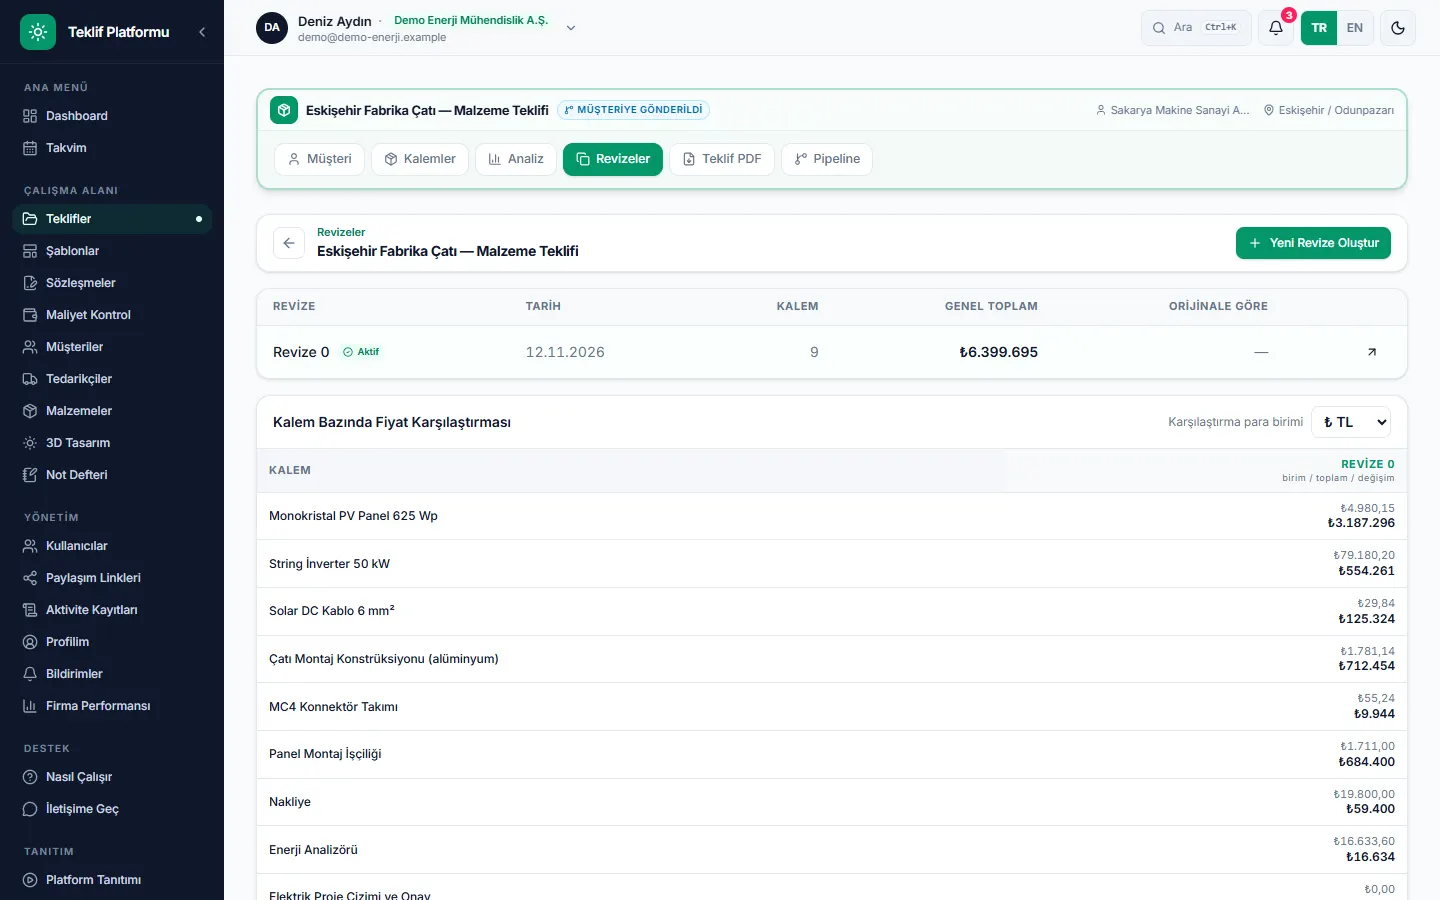 Teklif Platformu
ANA MENÜ
Dashboard
Takvim
ÇALIŞMA ALANI
Teklifler
Şablonlar
Sözleşmeler
Maliyet Kontrol
Müşteriler
Tedarikçiler
Malzemeler
3D Tasarım
Not Defteri
YÖNETİM
Kullanıcılar
Paylaşım Linkleri
Aktivite Kayıtları
Profilim
Bildirimler
Firma Performansı
DESTEK
Nasıl Çalışır
İletişime Geç
TANITIM
Platform Tanıtımı
DA
Deniz Aydın · Demo Enerji Mühendislik A.Ş.
demo@demo-enerji.example
Ara Ctrl+K
3
TR EN
Eskişehir Fabrika Çatı — Malzeme Teklifi MÜŞTERİYE GÖNDERİLDİ
Sakarya Makine Sanayi A... Eskişehir / Odunpazarı
Müşteri Kalemler Analiz Revizeler Teklif PDF Pipeline
Revizeler
Eskişehir Fabrika Çatı — Malzeme Teklifi
+ Yeni Revize Oluştur
REVİZE TARİH KALEM GENEL TOPLAM ORİJİNALE GÖRE
Revize 0 Aktif 12.11.2026 9 ₺6.399.695 —
Kalem Bazında Fiyat Karşılaştırması
Karşılaştırma para birimi ₺ TL
KALEM REVİZE 0
birim / toplam / değişim
Monokristal PV Panel 625 Wp ₺4.980,15
₺3.187.296
String İnverter 50 kW ₺79.180,20
₺554.261
Solar DC Kablo 6 mm² ₺29,84
₺125.324
Çatı Montaj Konstrüksiyonu (alüminyum) ₺1.781,14
₺712.454
MC4 Konnektör Takımı ₺55,24
₺9.944
Panel Montaj İşçiliği ₺1.711,00
₺684.400
Nakliye ₺19.800,00
₺59.400
Enerji Analizörü ₺16.633,60
₺16.634
Elektrik Proje Çizimi ve Onay ₺0,00